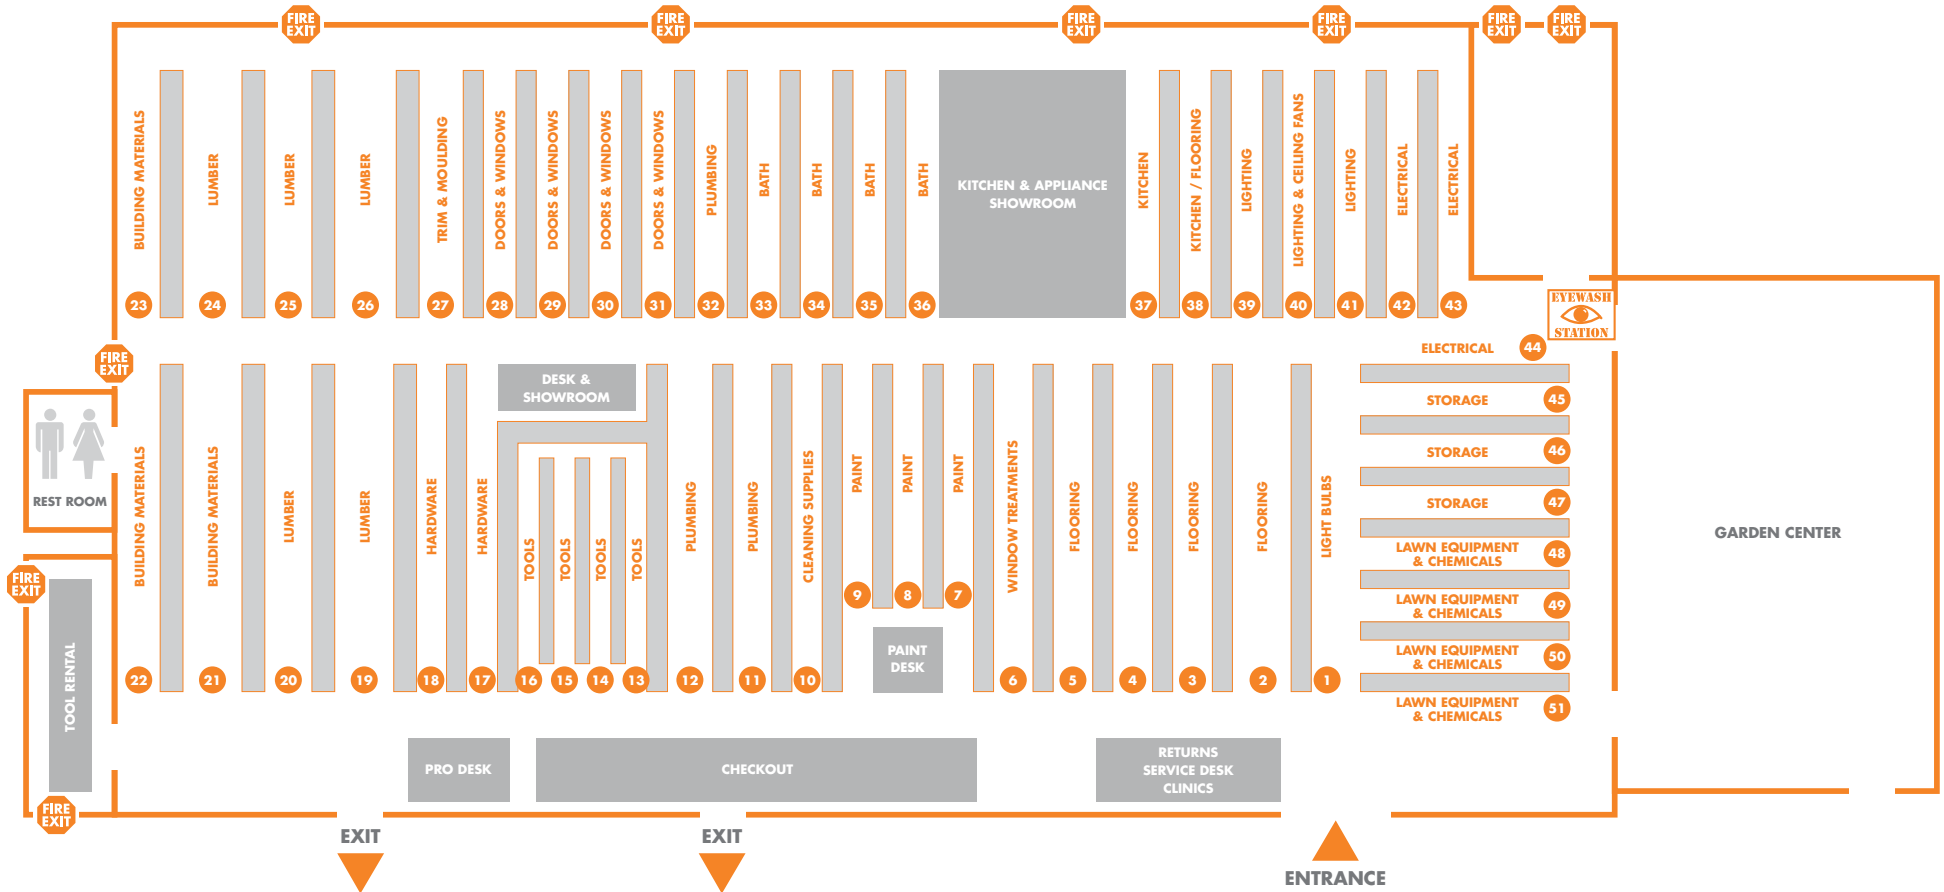 FIRE
EXIT
FIRE
EXIT
FIRE
EXIT
FIRE
EXIT
FIRE
EXIT
FIRE
EXIT
BUILDING MATERIALS
LUMBER
LUMBER
LUMBER
TRIM & MOULDING
DOORS & WINDOWS
DOORS & WINDOWS
DOORS & WINDOWS
DOORS & WINDOWS
PLUMBING
BATH
BATH
BATH
BATH
KITCHEN & APPLIANCE
SHOWROOM
KITCHEN
KITCHEN / FLOORING
LIGHTING
LIGHTING & CEILING FANS
LIGHTING
ELECTRICAL
ELECTRICAL
23
24
25
26
27
28
29
30
31
32
33
34
35
36
37
38
39
40
41
42
43
EYEWASH
STATION
FIRE
EXIT
ELECTRICAL 44
STORAGE 45
STORAGE 46
STORAGE 47
LAWN EQUIPMENT
& CHEMICALS
48
LAWN EQUIPMENT
& CHEMICALS
49
LAWN EQUIPMENT
& CHEMICALS
50
LAWN EQUIPMENT
& CHEMICALS
51
GARDEN CENTER
REST ROOM
DESK &
SHOWROOM
BUILDING MATERIALS
BUILDING MATERIALS
LUMBER
LUMBER
HARDWARE
HARDWARE
TOOLS
TOOLS
TOOLS
TOOLS
PLUMBING
PLUMBING
CLEANING SUPPLIES
PAINT
PAINT
PAINT
WINDOW TREATMENTS
FLOORING
FLOORING
FLOORING
FLOORING
LIGHT BULBS
9
8
7
PAINT
DESK
22
21
20
19
18
17
16
15
14
13
12
11
10
6
5
4
3
2
1
FIRE
EXIT
TOOL RENTAL
FIRE
EXIT
PRO DESK
CHECKOUT
RETURNS
SERVICE DESK
CLINICS
EXIT
EXIT
ENTRANCE